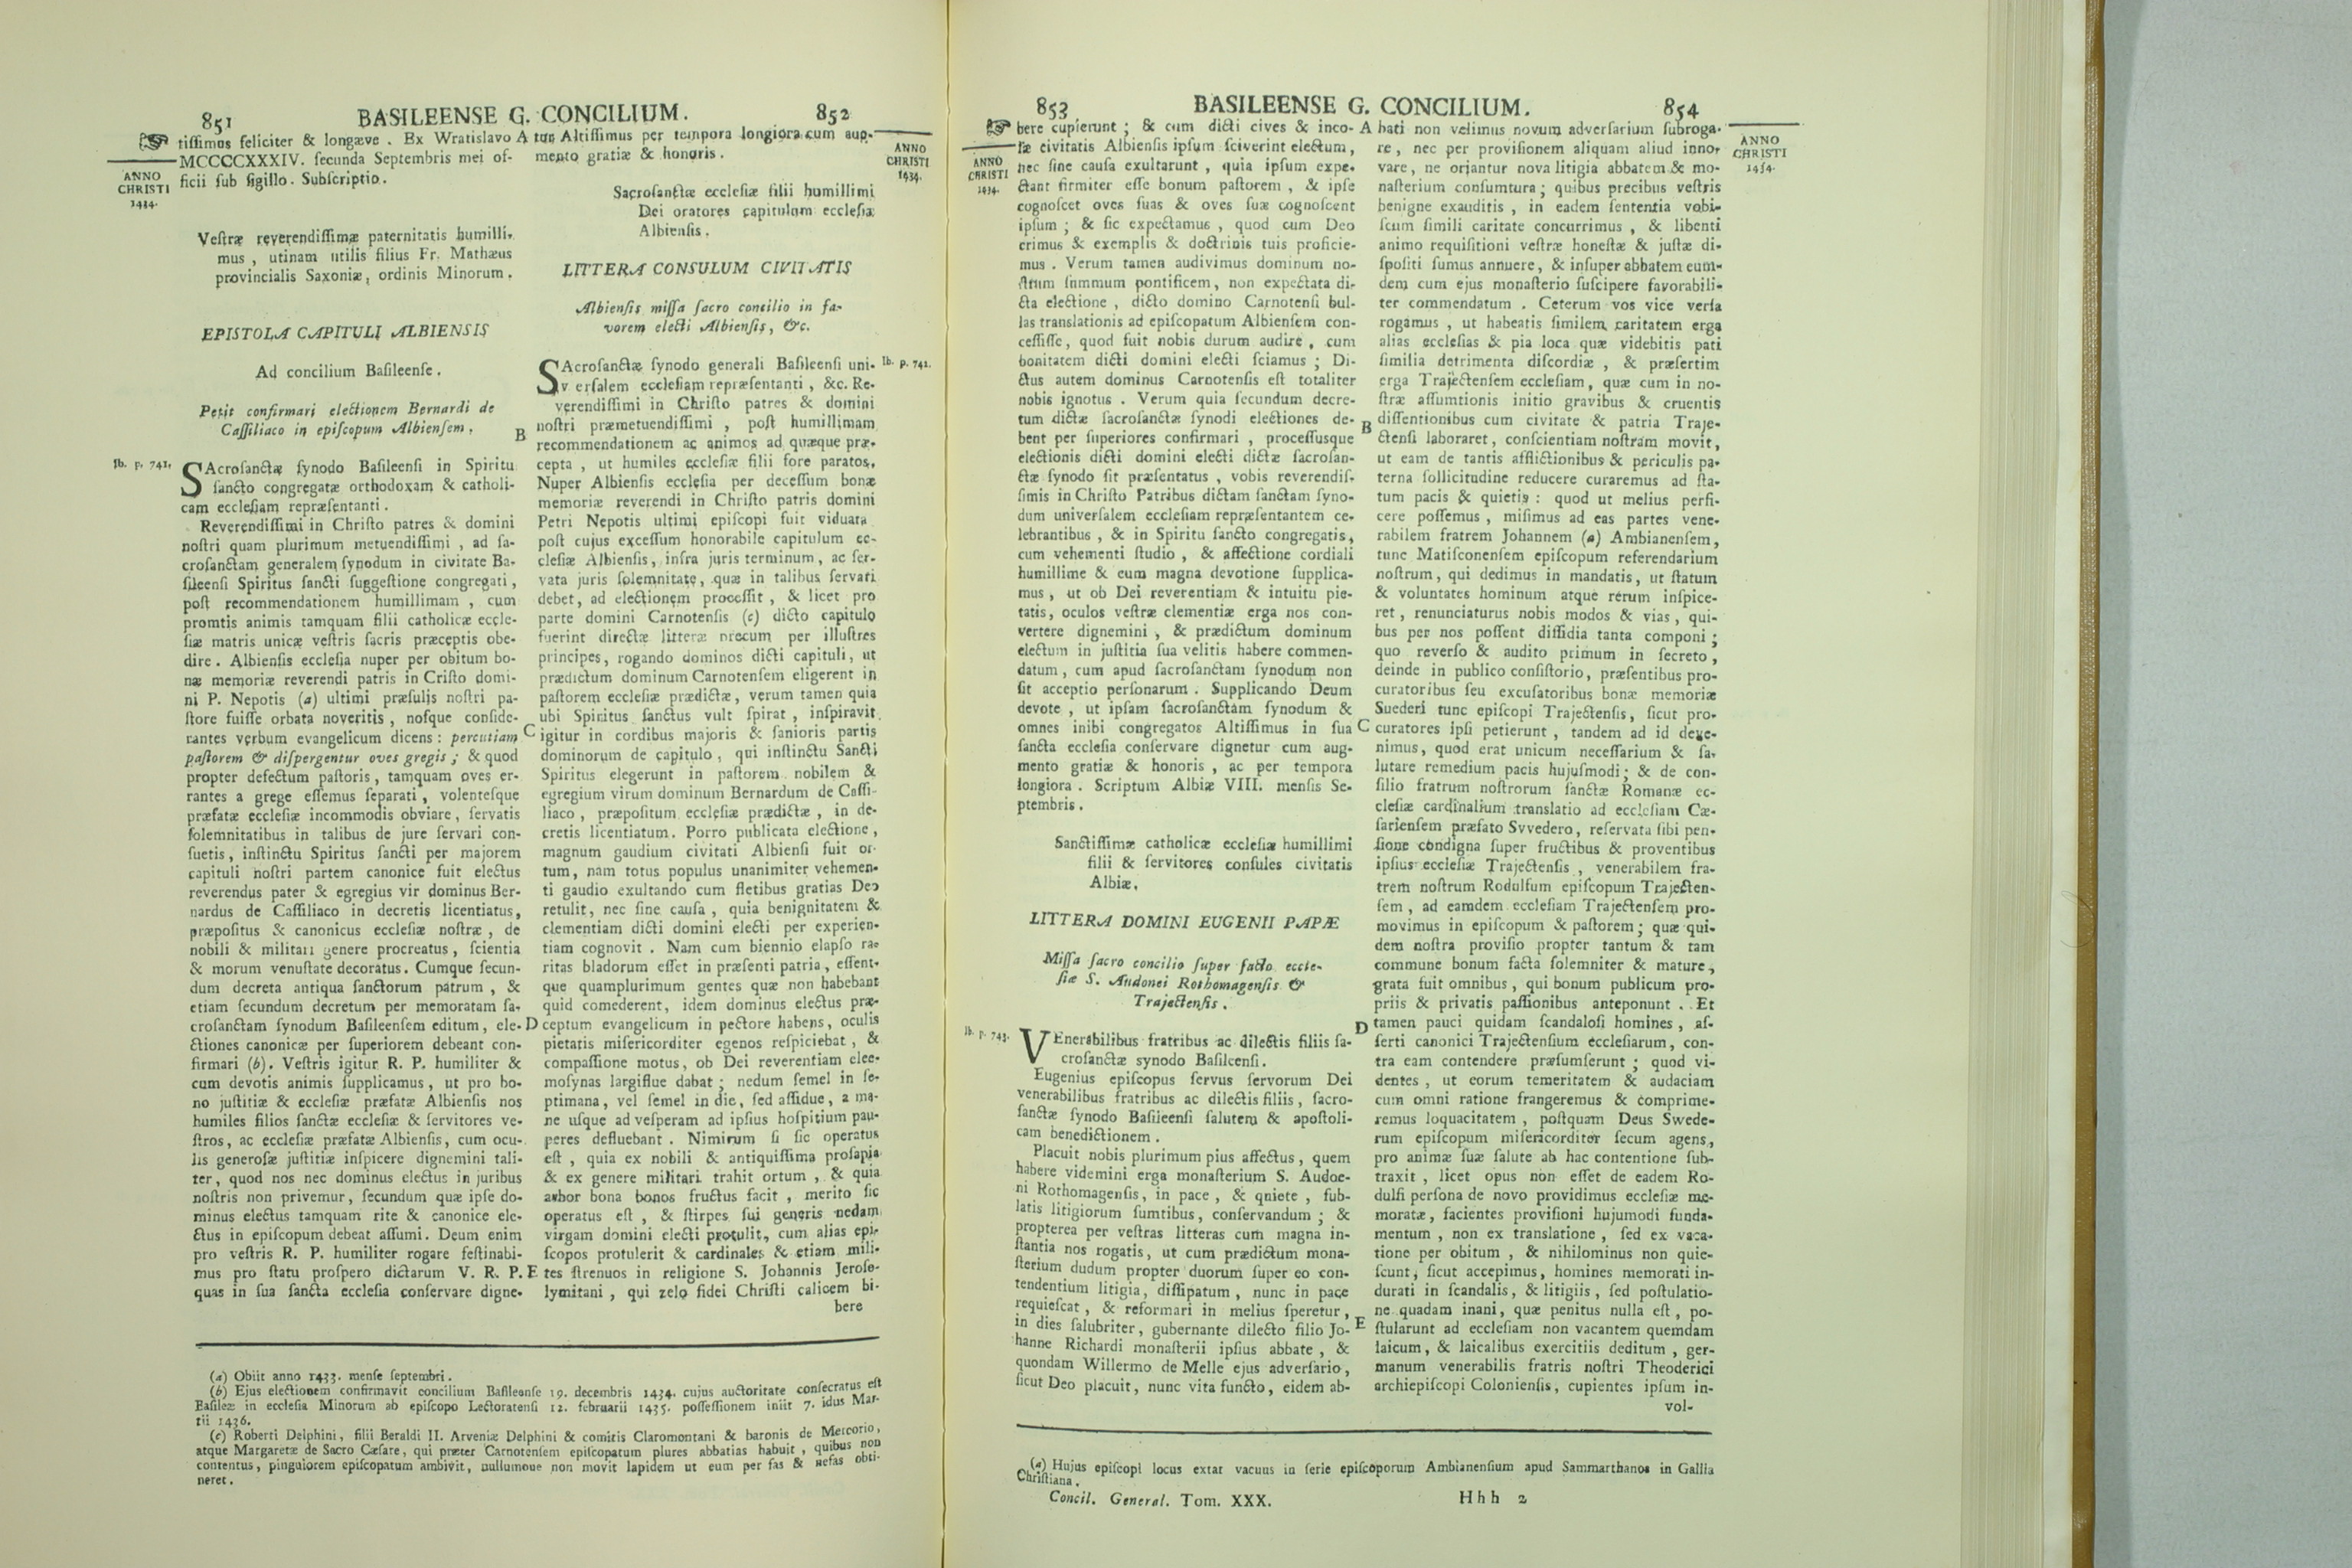 851 BASILEENSE G. CONCILIUM. 852
tiſſimas feliciter & longæve. Ex Wratislavo
MCCCCXXXIV. ſecunda Septembris mei of-
ficii ſub ſigillo. Subſcriptio.
ANNO
CHRISTI
1434.
Veſtræ reverendiſſimæ paternitatis humilli-
mus, utinam utilis filius Fr. Mathæus
provincialis Saxoniæ, ordinis Minorum.
EPISTOLA CAPITULI ALBIENSIS
Ad concilium Baſileenſe.
Petit confirmari electionem Bernardi de
Caſſiliaco in epiſcopum Albienſem.
Ib. p. 741.
SAcroſanctæ ſynodo Baſileenſi in Spiritu
ſancto congregatæ orthodoxam & catholi-
cam eccleſiam repræſentanti.
Reverendiſſimi in Chriſto patres & domini
noſtri quam plurimum metuendiſſimi, ad ſa-
croſanctam generalem ſynodum in civitate Ba-
ſileenſi Spiritus ſancti ſuggeſtione congregati,
poſt recommendationem humillimam, cum
promtis animis tamquam filii catholicæ eccle-
ſiæ matris unicæ veſtris ſacris præceptis obe-
dire. Albienſis eccleſia nuper per obitum bo-
næ memoriæ reverendi patris in Criſto domi-
ni P. Nepotis (a) ultimi præſulis noſtri pa-
ſtore fuiſſe orbata noveritis, noſque conſide-
rantes verbum evangelicum dicens: percutiam
paſtorem & diſpergentur oves gregis; & quod
propter defectum paſtoris, tamquam oves er-
rantes a grege eſſemus ſeparati, volenteſque
præfatæ eccleſiæ incommodis obviare, ſervatis
ſolemnitatibus in talibus de jure ſervari con-
ſuetis, inſtinctu Spiritus ſancti per majorem
capituli noſtri partem canonice fuit electus
reverendus pater & egregius vir dominus Ber-
nardus de Caſſiliaco in decretis licentiatus,
præpoſitus & canonicus eccleſiæ noſtræ, de
nobili & militari genere procreatus, ſcientia
& morum venuſtate decoratus. Cumque ſecun-
dum decreta antiqua ſanctorum patrum, &
etiam ſecundum decretum per memoratam ſa-
croſanctam ſynodum Baſileenſem editum, ele-
ctiones canonicæ per ſuperiorem debeant con-
firmari (b). Veſtris igitur R. P. humiliter &
cum devotis animis ſupplicamus, ut pro bo-
no juſtitiæ & eccleſiæ præfatæ Albienſis nos
humiles filios ſanctæ eccleſiæ & ſervitores ve-
ſtros, ac eccleſiæ præfatæ Albienſis, cum ocu-
lis generoſæ juſtitiæ inſpicere dignemini tali-
ter, quod nos nec dominus electus in juribus
noſtris non privemur, ſecundum quæ ipſe do-
minus electus tamquam rite & canonice ele-
ctus in epiſcopum debeat aſſumi. Deum enim
pro veſtris R. P. humiliter rogare feſtinabi-
mus pro ſtatu proſpero dictarum V. R. P.
quas in ſua ſancta eccleſia conſervare digne-
A
B
C
D
E
tur Altiſſimus per tempora longiora cum aug-
mento gratiæ & honoris.
ANNO
CHRISTI
1434.
Sacroſanctæ eccleſiæ filii humillimi
Dei oratores capitulum eccleſiæ
Albienſis.
LITTERA CONSULUM CIVITATIS
Albienſis miſſa ſacro concilio in fa-
vorem electi Albienſis, &c.
Ib. p. 742.
SAcroſanctæ ſynodo generali Baſileenſi uni-
verſalem eccleſiam repræſentanti, &c. Re-
verendiſſimi in Chriſto patres & domini
noſtri præmetuendiſſimi, poſt humillimam
recommendationem ac animos ad quæque præ-
cepta, ut humiles eccleſiæ filii fore paratos.
Nuper Albienſis eccleſia per deceſſum bonæ
memoriæ reverendi in Chriſto patris domini
Petri Nepotis ultimi epiſcopi fuit viduata
poſt cujus exceſſum honorabile capitulum ec-
cleſiæ Albienſis, infra juris terminum, ac ſer-
vata juris ſolemnitate, quæ in talibus ſervari
debet, ad electionem proceſſit, & licet pro
parte domini Carnotenſis (c) dicto capitulo
fuerint directæ litteræ precum per illuſtres
principes, rogando dominos dicti capituli, ut
prædictum dominum Carnotenſem eligerent in
paſtorem eccleſiæ prædictæ, verum tamen quia
ubi Spiritus ſanctus vult ſpirat, inſpiravit
igitur in cordibus majoris & ſanioris partis
dominorum de capitulo, qui inſtinctu Sancti
Spiritus elegerunt in paſtorem nobilem &
egregium virum dominum Bernardum de Caſſi-
liaco, præpoſitum eccleſiæ prædictæ, in de-
cretis licentiatum. Porro publicata electione,
magnum gaudium civitati Albienſi fuit or-
tum, nam totus populus unanimiter vehemen-
ti gaudio exultando cum fletibus gratias Deo
retulit, nec ſine cauſa, quia benignitatem &
clementiam dicti domini electi per experien-
tiam cognovit. Nam cum biennio elapſo ra-
ritas bladorum eſſet in præſenti patria, eſſent-
que quamplurimum gentes quæ non habebant
quid comederent, idem dominus electus præ-
ceptum evangelicum in pectore habens, oculis
pietatis miſericorditer egenos reſpiciebat, &
compaſſione motus, ob Dei reverentiam elee-
moſynas largiflue dabat; nedum ſemel in ſe-
ptimana, vel ſemel in die, ſed aſſidue, a ma-
ne uſque ad veſperam ad ipſius hoſpitium pau-
peres defluebant. Nimirum ſi ſic operatus
eſt, quia ex nobili & antiquiſſima proſapia
& ex genere militari trahit ortum, & quia
arbor bona bonos fructus facit, merito ſic
operatus eſt, & ſtirpes ſui generis nedum
virgam domini electi protulit, cum alias epi-
ſcopos protulerit & cardinales & etiam mili-
tes ſtrenuos in religione S. Johannis Jeroſo-
lymitani, qui zelo fidei Chriſti calicem bi-
bere
(a) Obiit anno 1433. menſe ſeptembri.
(b) Ejus electionem confirmavit concilium Baſileenſe 19. decembris 1434. cujus auctoritate conſecratus eſt
Baſileæ in eccleſia Minorum ab epiſcopo Lectoratenſi 12. februarii 1435. poſſeſſionem iniit 7. idus Mar-
tii 1436.
(c) Roberti Delphini, filii Beraldi II. Arveniæ Delphini & comitis Claromontani & baronis de Mercorio,
atque Margaretæ de Sacro Cæſare, qui præter Carnotenſem epiſcopatum plures abbatias habuit, quibus non
contentus, pinguiorem epiſcopatum ambivit, nullumque non movit lapidem ut eum per fas & nefas obti-
neret.
853 BASILEENSE G. CONCILIUM. 854
bere cupierunt; & cum dicti cives & inco-
læ civitatis Albienſis ipſum ſciverint electum,
nec ſine cauſa exultarunt, quia ipſum expe-
ctant firmiter eſſe bonum paſtorem, & ipſe
cognoſcet oves ſuas & oves ſuæ cognoſcent
ipſum; & ſic expectamus, quod cum Deo
erimus & exemplis & doctrinis tuis proficie-
mus. Verum tamen audivimus dominum no-
ſtrum ſummum pontificem, non expectata di-
cta electione, dicto domino Carnotenſi bul-
las translationis ad epiſcopatum Albienſem con-
ceſſiſſe, quod fuit nobis durum audire, cum
bonitatem dicti domini electi ſciamus; Di-
ctus autem dominus Carnotenſis eſt totaliter
nobis ignotus. Verum quia ſecundum decre-
tum dictæ ſacroſanctæ ſynodi electiones de-
bent per ſuperiores confirmari, proceſſusque
electionis dicti domini electi dictæ ſacroſan-
ctæ ſynodo ſit præſentatus, vobis reverendiſ-
ſimis in Chriſto Patribus dictam ſanctam ſyno-
dum univerſalem eccleſiam repræſentantem ce-
lebrantibus, & in Spiritu ſancto congregatis,
cum vehementi ſtudio, & affectione cordiali
humillime & cum magna devotione ſupplica-
mus, ut ob Dei reverentiam & intuitu pie-
tatis, oculos veſtræ clementiæ erga nos con-
vertere dignemini, & prædictum dominum
electum in juſtitia ſua velitis habere commen-
datum, cum apud ſacroſanctam ſynodum non
ſit acceptio perſonarum. Supplicando Deum
devote, ut ipſam ſacroſanctam ſynodum &
omnes inibi congregatos Altiſſimus in ſua
ſancta eccleſia conſervare dignetur cum aug-
mento gratiæ & honoris, ac per tempora
longiora. Scriptum Albiæ VIII. menſis Se-
ptembris.
ANNO
CHRISTI
1434.
Sanctiſſimæ catholicæ eccleſiæ humillimi
filii & ſervitores conſules civitatis
Albiæ.
LITTERA DOMINI EUGENII PAPÆ
Miſſa ſacro concilio ſuper facto eccle-
ſiæ S. Audonei Rothomagenſis &
Trajectenſis.
Ib. p. 743.
VEnerabilibus fratribus ac dilectis filiis ſa-
croſanctæ synodo Baſileenſi.
Eugenius epiſcopus ſervus ſervorum Dei
venerabilibus fratribus ac dilectis filiis, ſacro-
ſanctæ ſynodo Baſileenſi ſalutem & apoſtoli-
cam benedictionem.
Placuit nobis plurimum pius affectus, quem
habere videmini erga monaſterium S. Audoe-
ni Rothomagenſis, in pace, & qniete, ſub-
latis litigiorum ſumtibus, conſervandum; &
propterea per veſtras litteras cum magna in-
ſtantia nos rogatis, ut cum prædictum mona-
ſterium dudum propter duorum ſuper eo con-
tendentium litigia, diſſipatum, nunc in pace
requieſcat, & reformari in melius ſperetur,
in dies ſalubriter, gubernante dilecto filio Jo-
hanne Richardi monaſterii ipſius abbate, &
quondam Willermo de Melle ejus adverſario,
ſicut Deo placuit, nunc vita functo, eidem ab-
A
B
C
D
E
bati non velimus novum adverſarium ſubroga-
re, nec per proviſionem aliquam aliud inno-
vare, ne oriantur nova litigia abbatem & mo-
naſterium conſumtura; quibus precibus veſtris
benigne exauditis, in eadem ſententia vobi-
ſcum ſimili caritate concurrimus, & libenti
animo requiſitioni veſtræ honeſtæ & juſtæ di-
ſpoſiti ſumus annuere, & inſuper abbatem eum-
dem cum ejus monaſterio ſuſcipere favorabili-
ter commendatum. Ceterum vos vice verſa
rogamus, ut habeatis ſimilem caritatem erga
alias eccleſias & pia loca quæ videbitis pati
ſimilia detrimenta diſcordiæ, & præſertim
erga Trajectenſem eccleſiam, quæ cum in no-
ſtræ aſſumtionis initio gravibus & cruentis
diſſentionibus cum civitate & patria Traje-
ctenſi laboraret, conſcientiam noſtram movit,
ut eam de tantis afflictionibus & periculis pa-
terna ſollicitudine reducere curaremus ad ſta-
tum pacis & quietis: quod ut melius perfi-
cere poſſemus, miſimus ad eas partes vene-
rabilem fratrem Johannem (a) Ambianenſem,
tunc Matiſconenſem epiſcopum referendarium
noſtrum, qui dedimus in mandatis, ut ſtatum
& voluntates hominum atque rerum inſpice-
ret, renunciaturus nobis modos & vias, qui-
bus per nos poſſent diſſidia tanta componi;
quo reverſo & audito primum in ſecreto,
deinde in publico conſiſtorio, præſentibus pro-
curatoribus ſeu excuſatoribus bonæ memoriæ
Suederi tunc epiſcopi Trajectenſis, ſicut pro-
curatores ipſi petierunt, tandem ad id deve-
nimus, quod erat unicum neceſſarium & ſa-
lutare remedium pacis hujuſmodi; & de con-
ſilio fratrum noſtrorum ſanctæ Romanæ ec-
cleſiæ cardinalium translatio ad eccleſiam Cæ-
ſarienſem præfato Svvedero, reſervata ſibi pen-
ſione condigna ſuper fructibus & proventibus
ipſius eccleſiæ Trajectenſis, venerabilem fra-
trem noſtrum Rodulfum epiſcopum Trajecten-
ſem, ad eamdem eccleſiam Trajectenſem pro-
movimus in epiſcopum & paſtorem; quæ qui-
dem noſtra proviſio propter tantum & tam
commune bonum facta ſolemniter & mature,
grata fuit omnibus, qui bonum publicum pro-
priis & privatis paſſionibus anteponunt. Et
tamen pauci quidam ſcandaloſi homines, aſ-
ſerti canonici Trajectenſium eccleſiarum, con-
tra eam contendere præſumſerunt; quod vi-
dentes, ut eorum temeritatem & audaciam
cum omni ratione frangeremus & comprime-
remus loquacitatem, poſtquam Deus Swede-
rum epiſcopum miſericorditer ſecum agens,
pro animæ ſuæ ſalute ab hac contentione ſub-
traxit, licet opus non eſſet de eadem Ro-
dulfi perſona de novo providimus eccleſiæ me-
moratæ, facientes proviſioni hujumodi funda-
mentum, non ex translatione, ſed ex vaca-
tione per obitum, & nihilominus non quie-
ſcunt, ſicut accepimus, homines memorati in-
durati in ſcandalis, & litigiis, ſed poſtulatio-
ne quadam inani, quæ penitus nulla eſt, po-
ſtularunt ad eccleſiam non vacantem quemdam
laicum, & laicalibus exercitiis deditum, ger-
manum venerabilis fratris noſtri Theoderici
archiepiſcopi Colonienſis, cupientes ipſum in-
vol-
ANNO
CHRISTI
1434.
(a) Hujus epiſcopi locus extat vacuus in ſerie epiſcoporum Ambianenſium apud Sammarthanos in Gallia
Chriſtiana.
Concil. General. Tom. XXX. Hhh 2